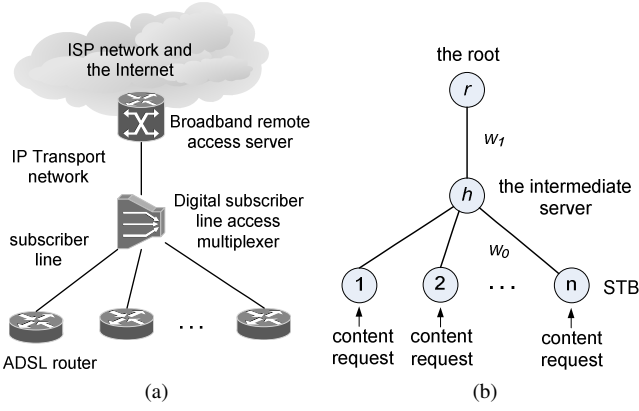 ISP network and
the Internet
Broadband remote
access server
IP Transport
network
Digital subscriber
line access
multiplexer
subscriber
line
...
ADSL router
(a)
the root
r
w1
h
the intermediate
server
w0
1
2
...
n
STB
content
request
content
request
content
request
(b)